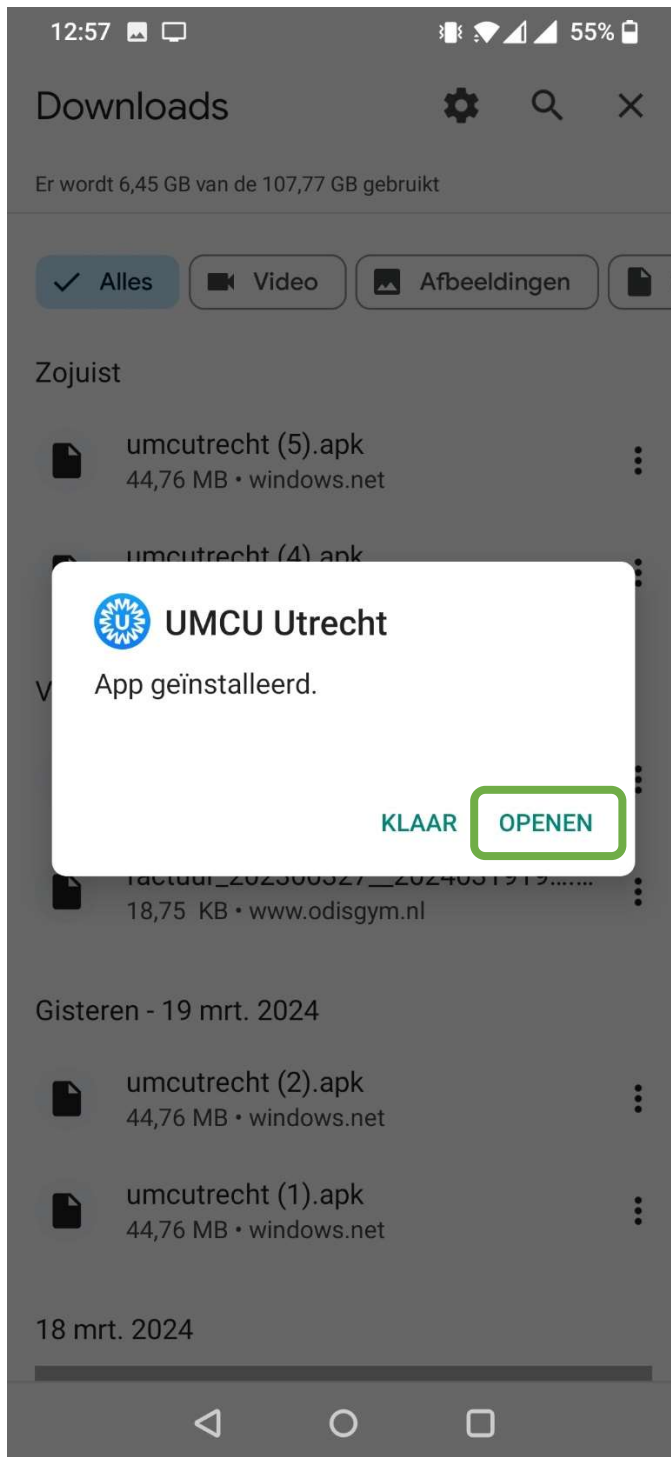 12:57 55%
Downloads
Er wordt 6,45 GB van de 107,77 GB gebruikt
Alles Video Afbeeldingen
Zojuist
umcutrecht (5).apk
44,76 MB • windows.net
umcutrecht (4).apk
UMCU Utrecht
App geïnstalleerd.
KLAAR OPENEN
18,75 KB • www.odisgym.nl
Gisteren - 19 mrt. 2024
umcutrecht (2).apk
44,76 MB • windows.net
umcutrecht (1).apk
44,76 MB • windows.net
18 mrt. 2024